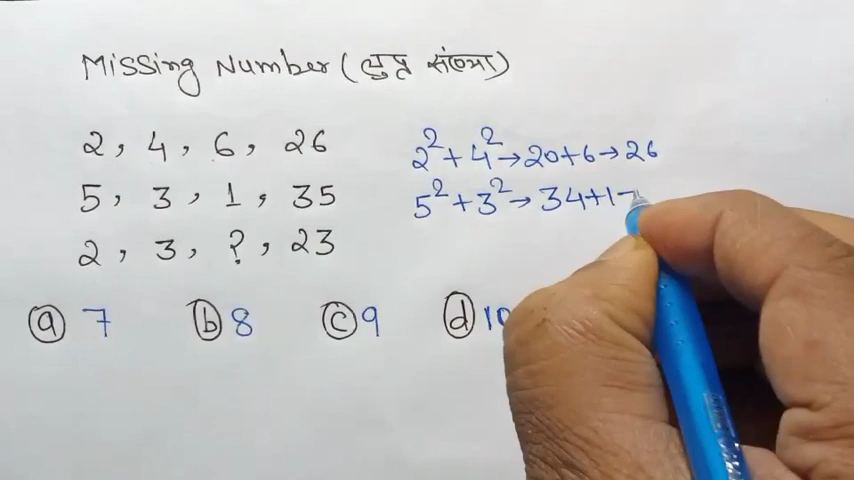 Missing Number (लुप्त संख्या)
2, 4, 6, 26
2² + 4² → 20+6 → 26
5, 3, 1, 35
5² + 3² → 34+1
2, 3, ?, 23
(a) 7 (b) 8 (c) 9 (d) 10